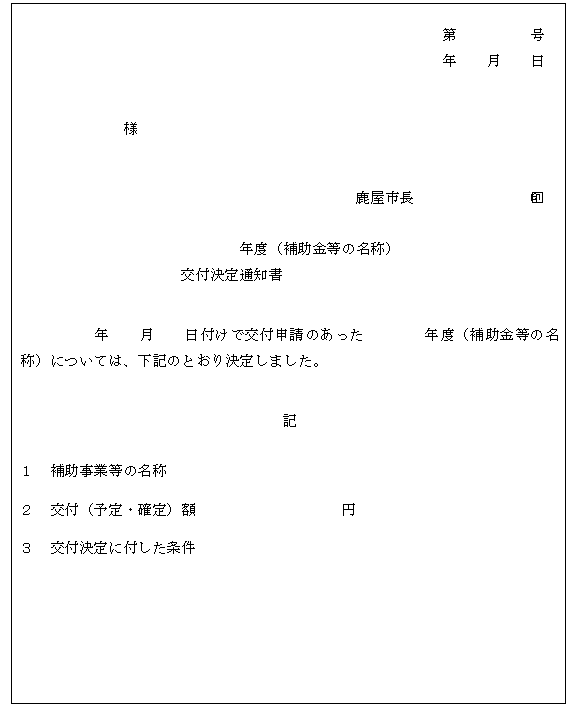 第　　　　　号
年　　月　　日
様
鹿屋市長　　　　　　　　印
年度（補助金等の名称）
交付決定通知書
年　　月　　日付けで交付申請のあった　　　　年度（補助金等の名
称）については、下記のとおり決定しました。
記
１　補助事業等の名称
２　交付（予定・確定）額　　　　　　　　　　円
３　交付決定に付した条件